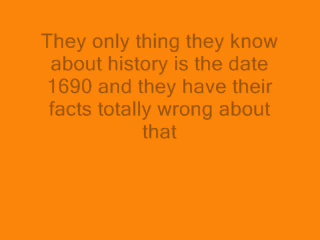 They only thing they know
about history is the date
1690 and they have their
facts totally wrong about
that